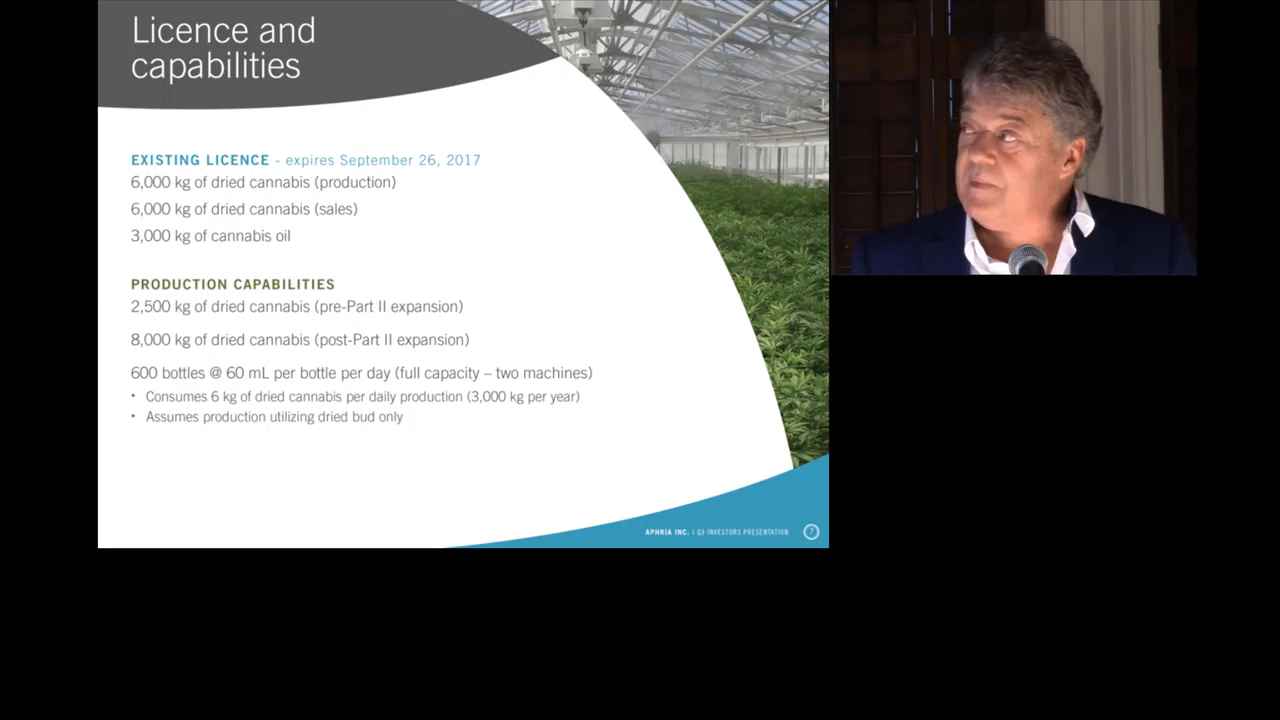 Licence and
capabilities
EXISTING LICENCE - expires September 26, 2017
6,000 kg of dried cannabis (production)
6,000 kg of dried cannabis (sales)
3,000 kg of cannabis oil
PRODUCTION CAPABILITIES
2,500 kg of dried cannabis (pre-Part II expansion)
8,000 kg of dried cannabis (post-Part II expansion)
600 bottles @ 60 mL per bottle per day (full capacity – two machines)
• Consumes 6 kg of dried cannabis per daily production (3,000 kg per year)
• Assumes production utilizing dried bud only
APHRIA INC. | Q3 INVESTORS PRESENTATION 7